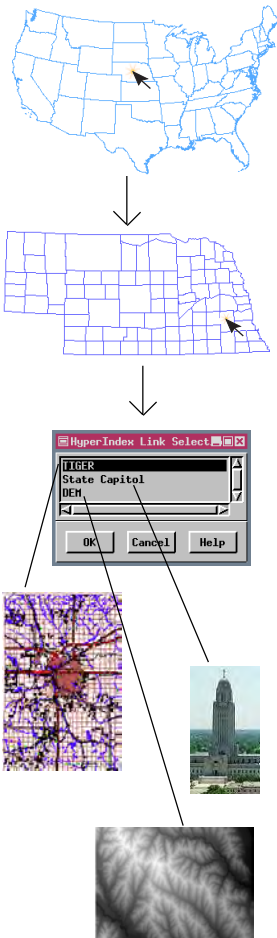 HyperIndex Link Select
TIGER
State Capitol
DEM
OK Cancel Help